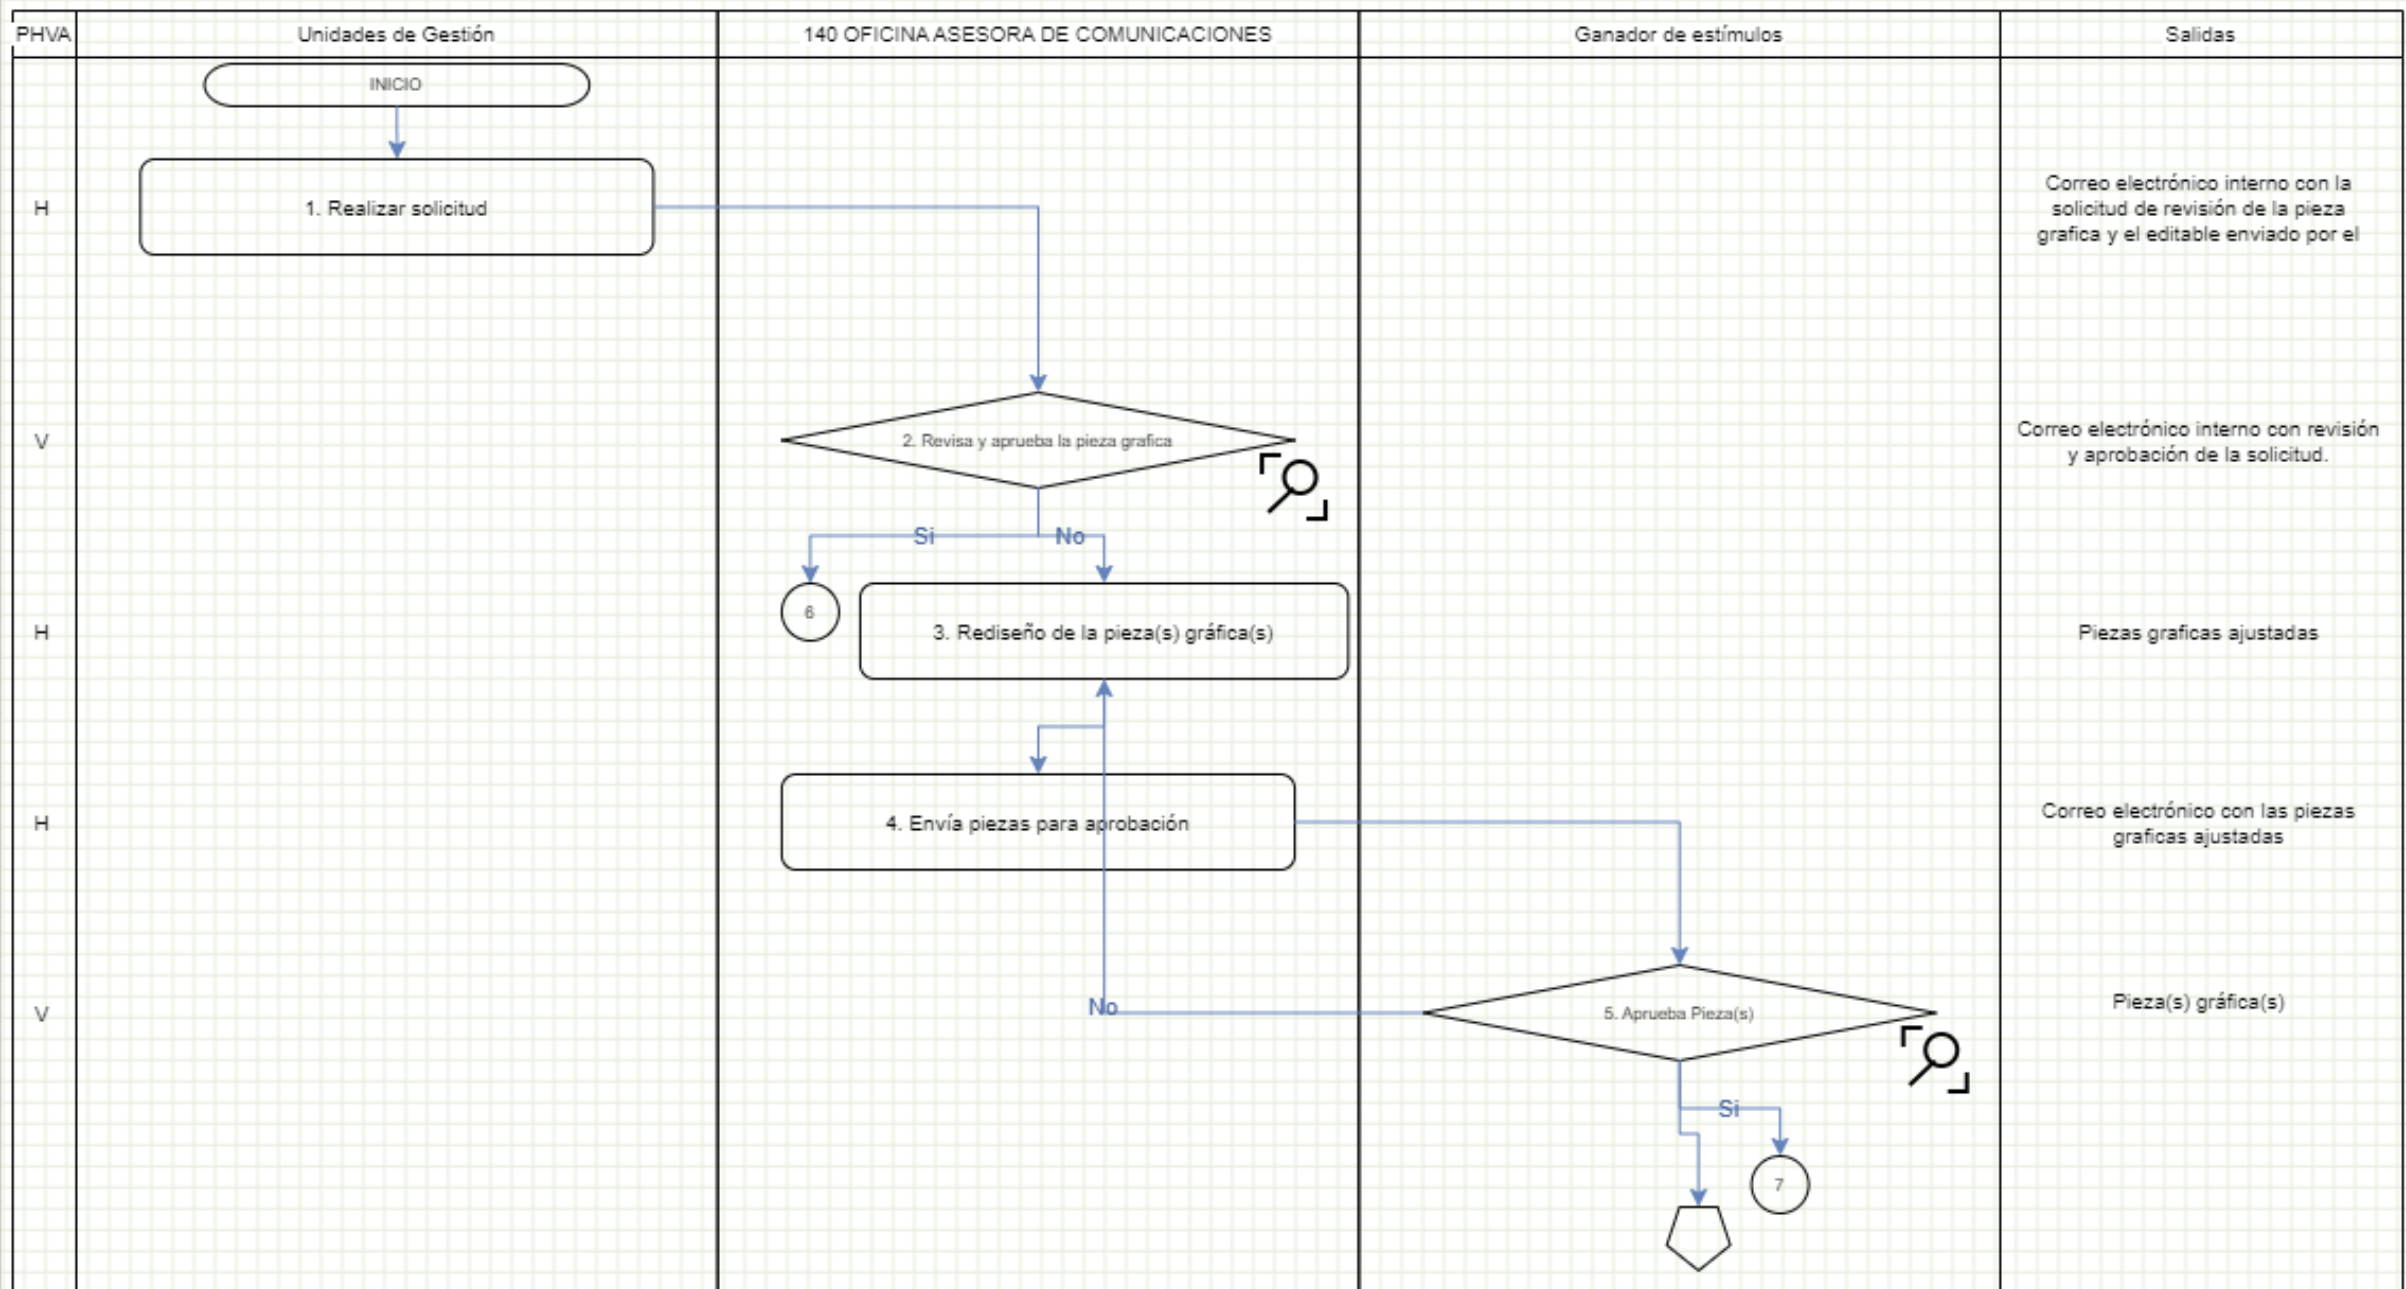 PHVA
Unidades de Gestión
140 OFICINA ASESORA DE COMUNICACIONES
Ganador de estímulos
Salidas
INICIO
H
1. Realizar solicitud
Correo electrónico interno con la
solicitud de revisión de la pieza
grafica y el editable enviado por el
V
2. Revisa y aprueba la pieza grafica
Correo electrónico interno con revisión
y aprobación de la solicitud.
Si
No
H
6
3. Rediseño de la pieza(s) gráfica(s)
Piezas graficas ajustadas
H
4. Envía piezas para aprobación
Correo electrónico con las piezas
graficas ajustadas
V
No
5. Aprueba Pieza(s)
Pieza(s) gráfica(s)
Si
7